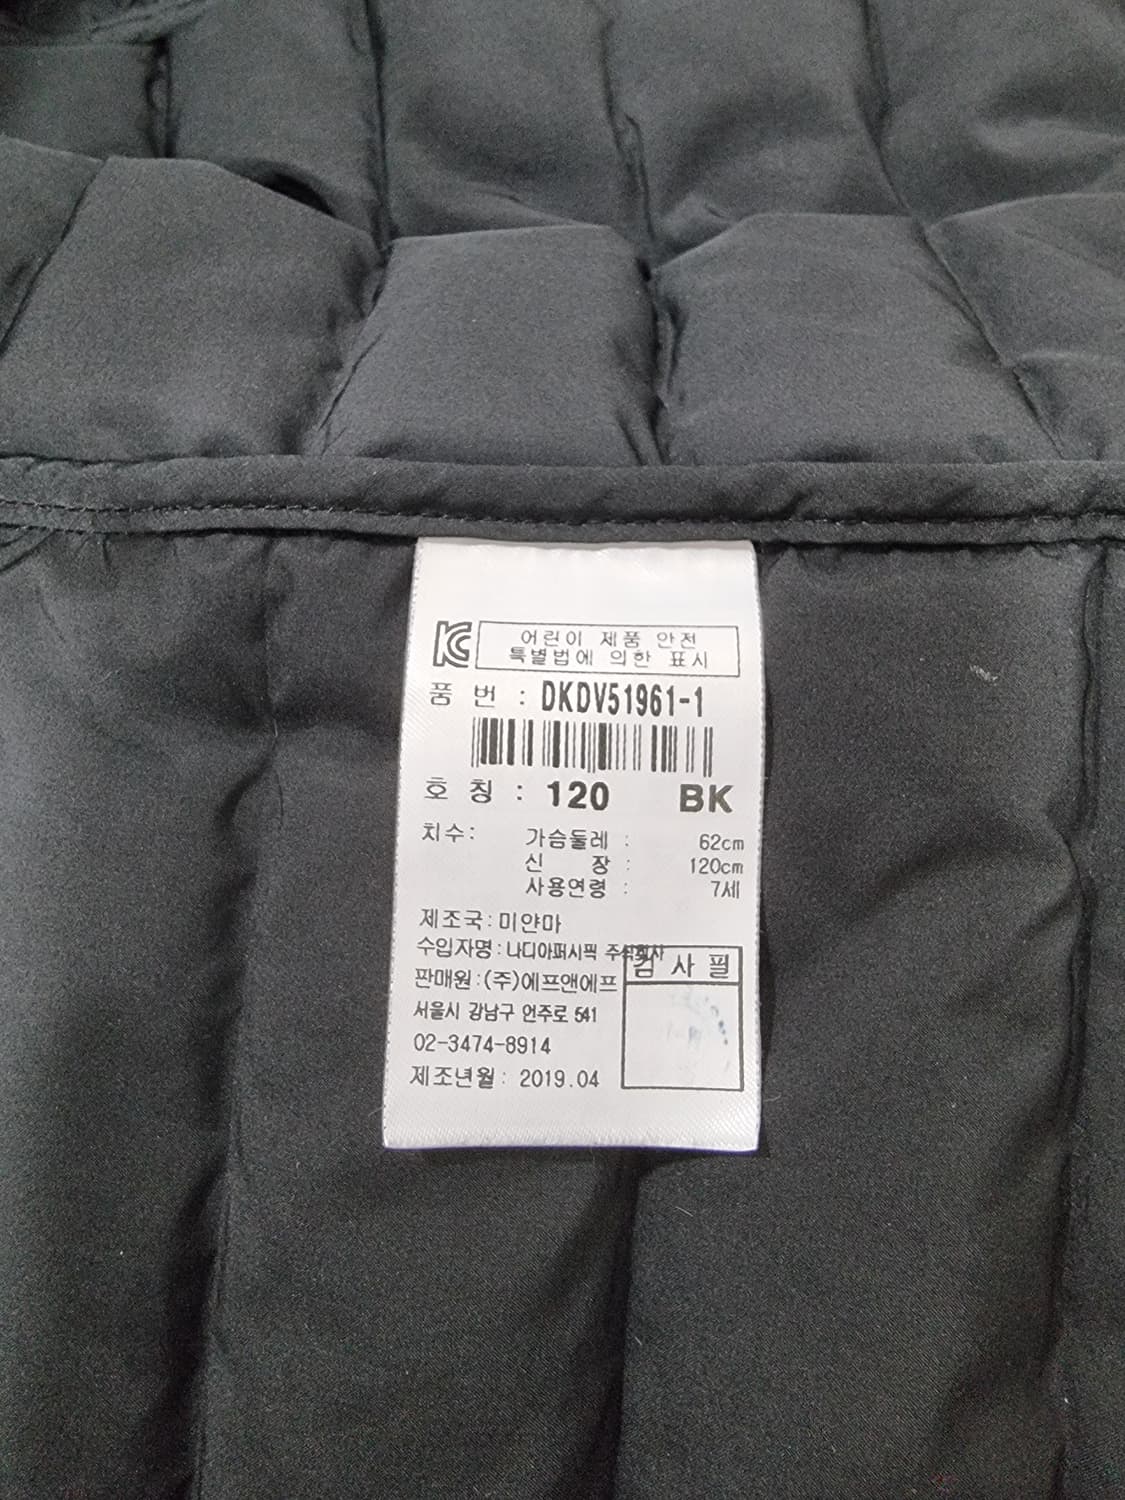 KC 어린이 제품 안전
특별법에 의한 표시
품 번 : DKDV51961-1
호 칭 : 120 BK
치수: 가슴둘레 : 62cm
신 장 : 120cm
사용연령 : 7세
제조국:미얀마
수입자명:나디아퍼시픽 주식회사
검 사 필
판매원:(주)에프앤에프
서울시 강남구 언주로 541
02-3474-8914
제조년월: 2019.04